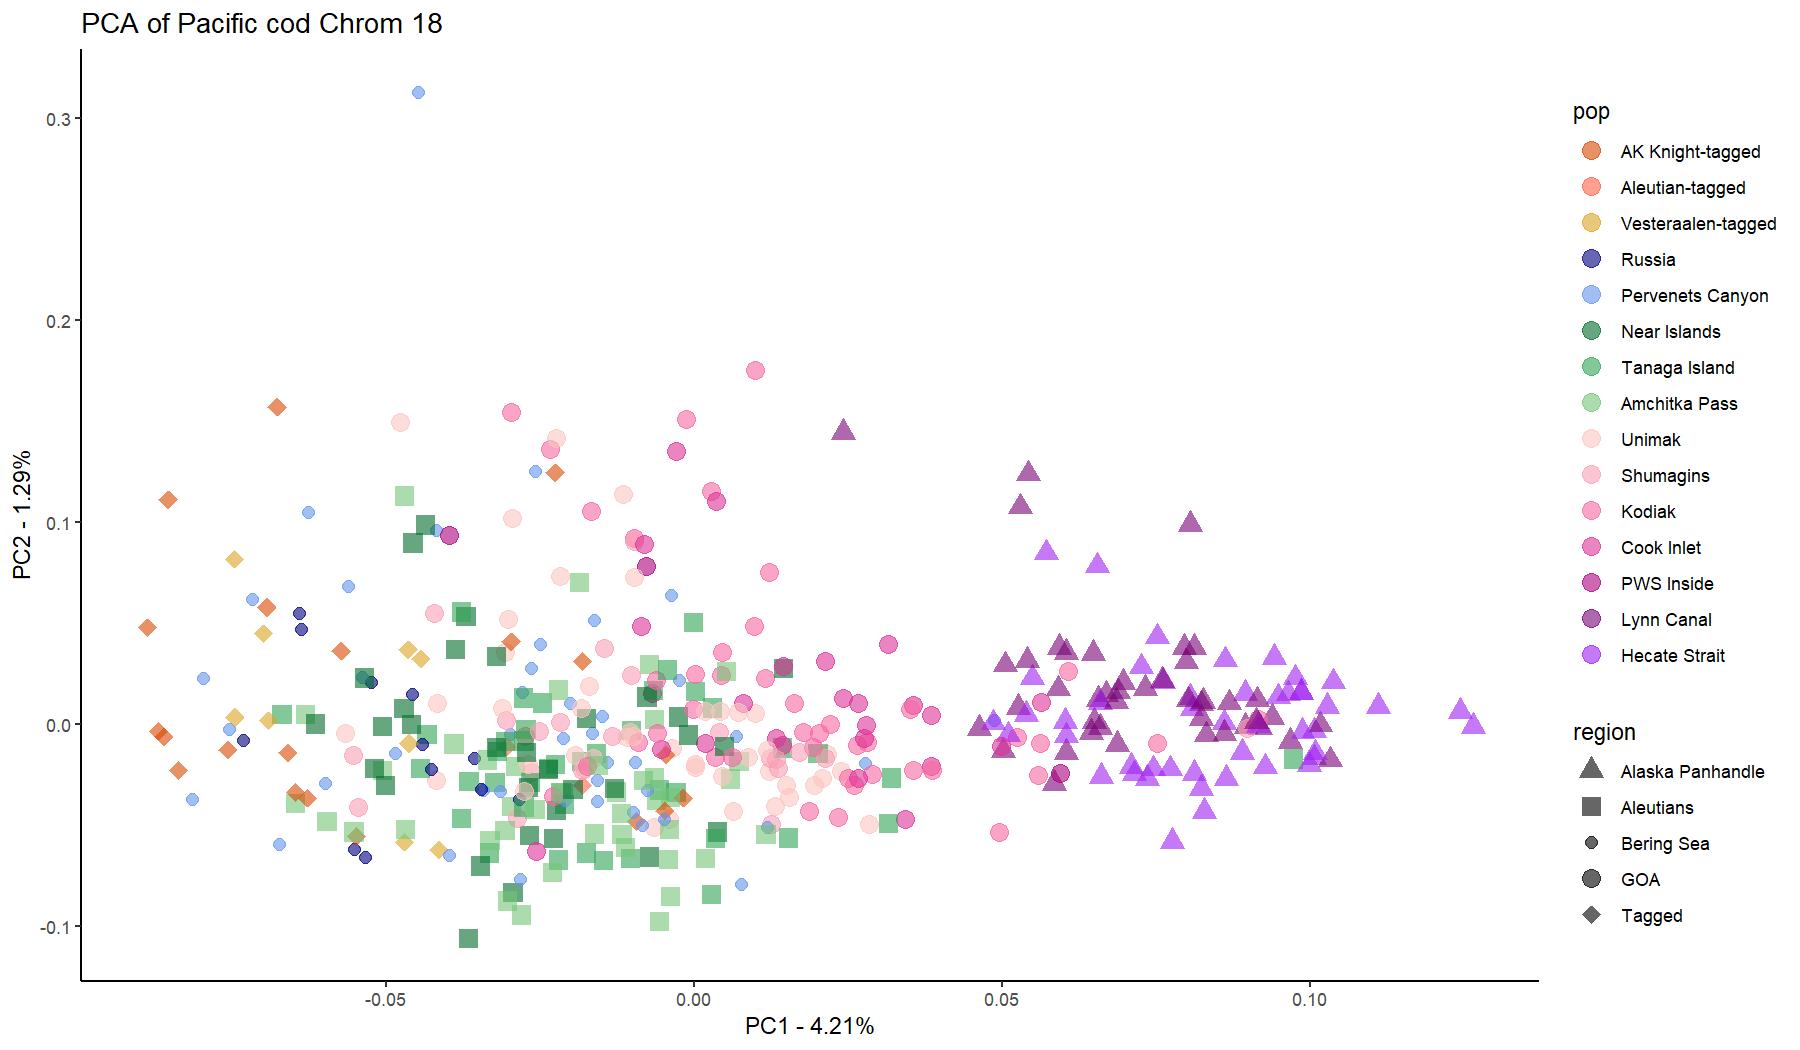 PCA of Pacific cod Chrom 18
0.3
0.2
0.1
0.0
-0.1
PC2 - 1.29%
-0.05
0.00
0.05
0.10
PC1 - 4.21%
pop
AK Knight-tagged
Aleutian-tagged
Vesteraalen-tagged
Russia
Pervenets Canyon
Near Islands
Tanaga Island
Amchitka Pass
Unimak
Shumagins
Kodiak
Cook Inlet
PWS Inside
Lynn Canal
Hecate Strait
region
Alaska Panhandle
Aleutians
Bering Sea
GOA
Tagged